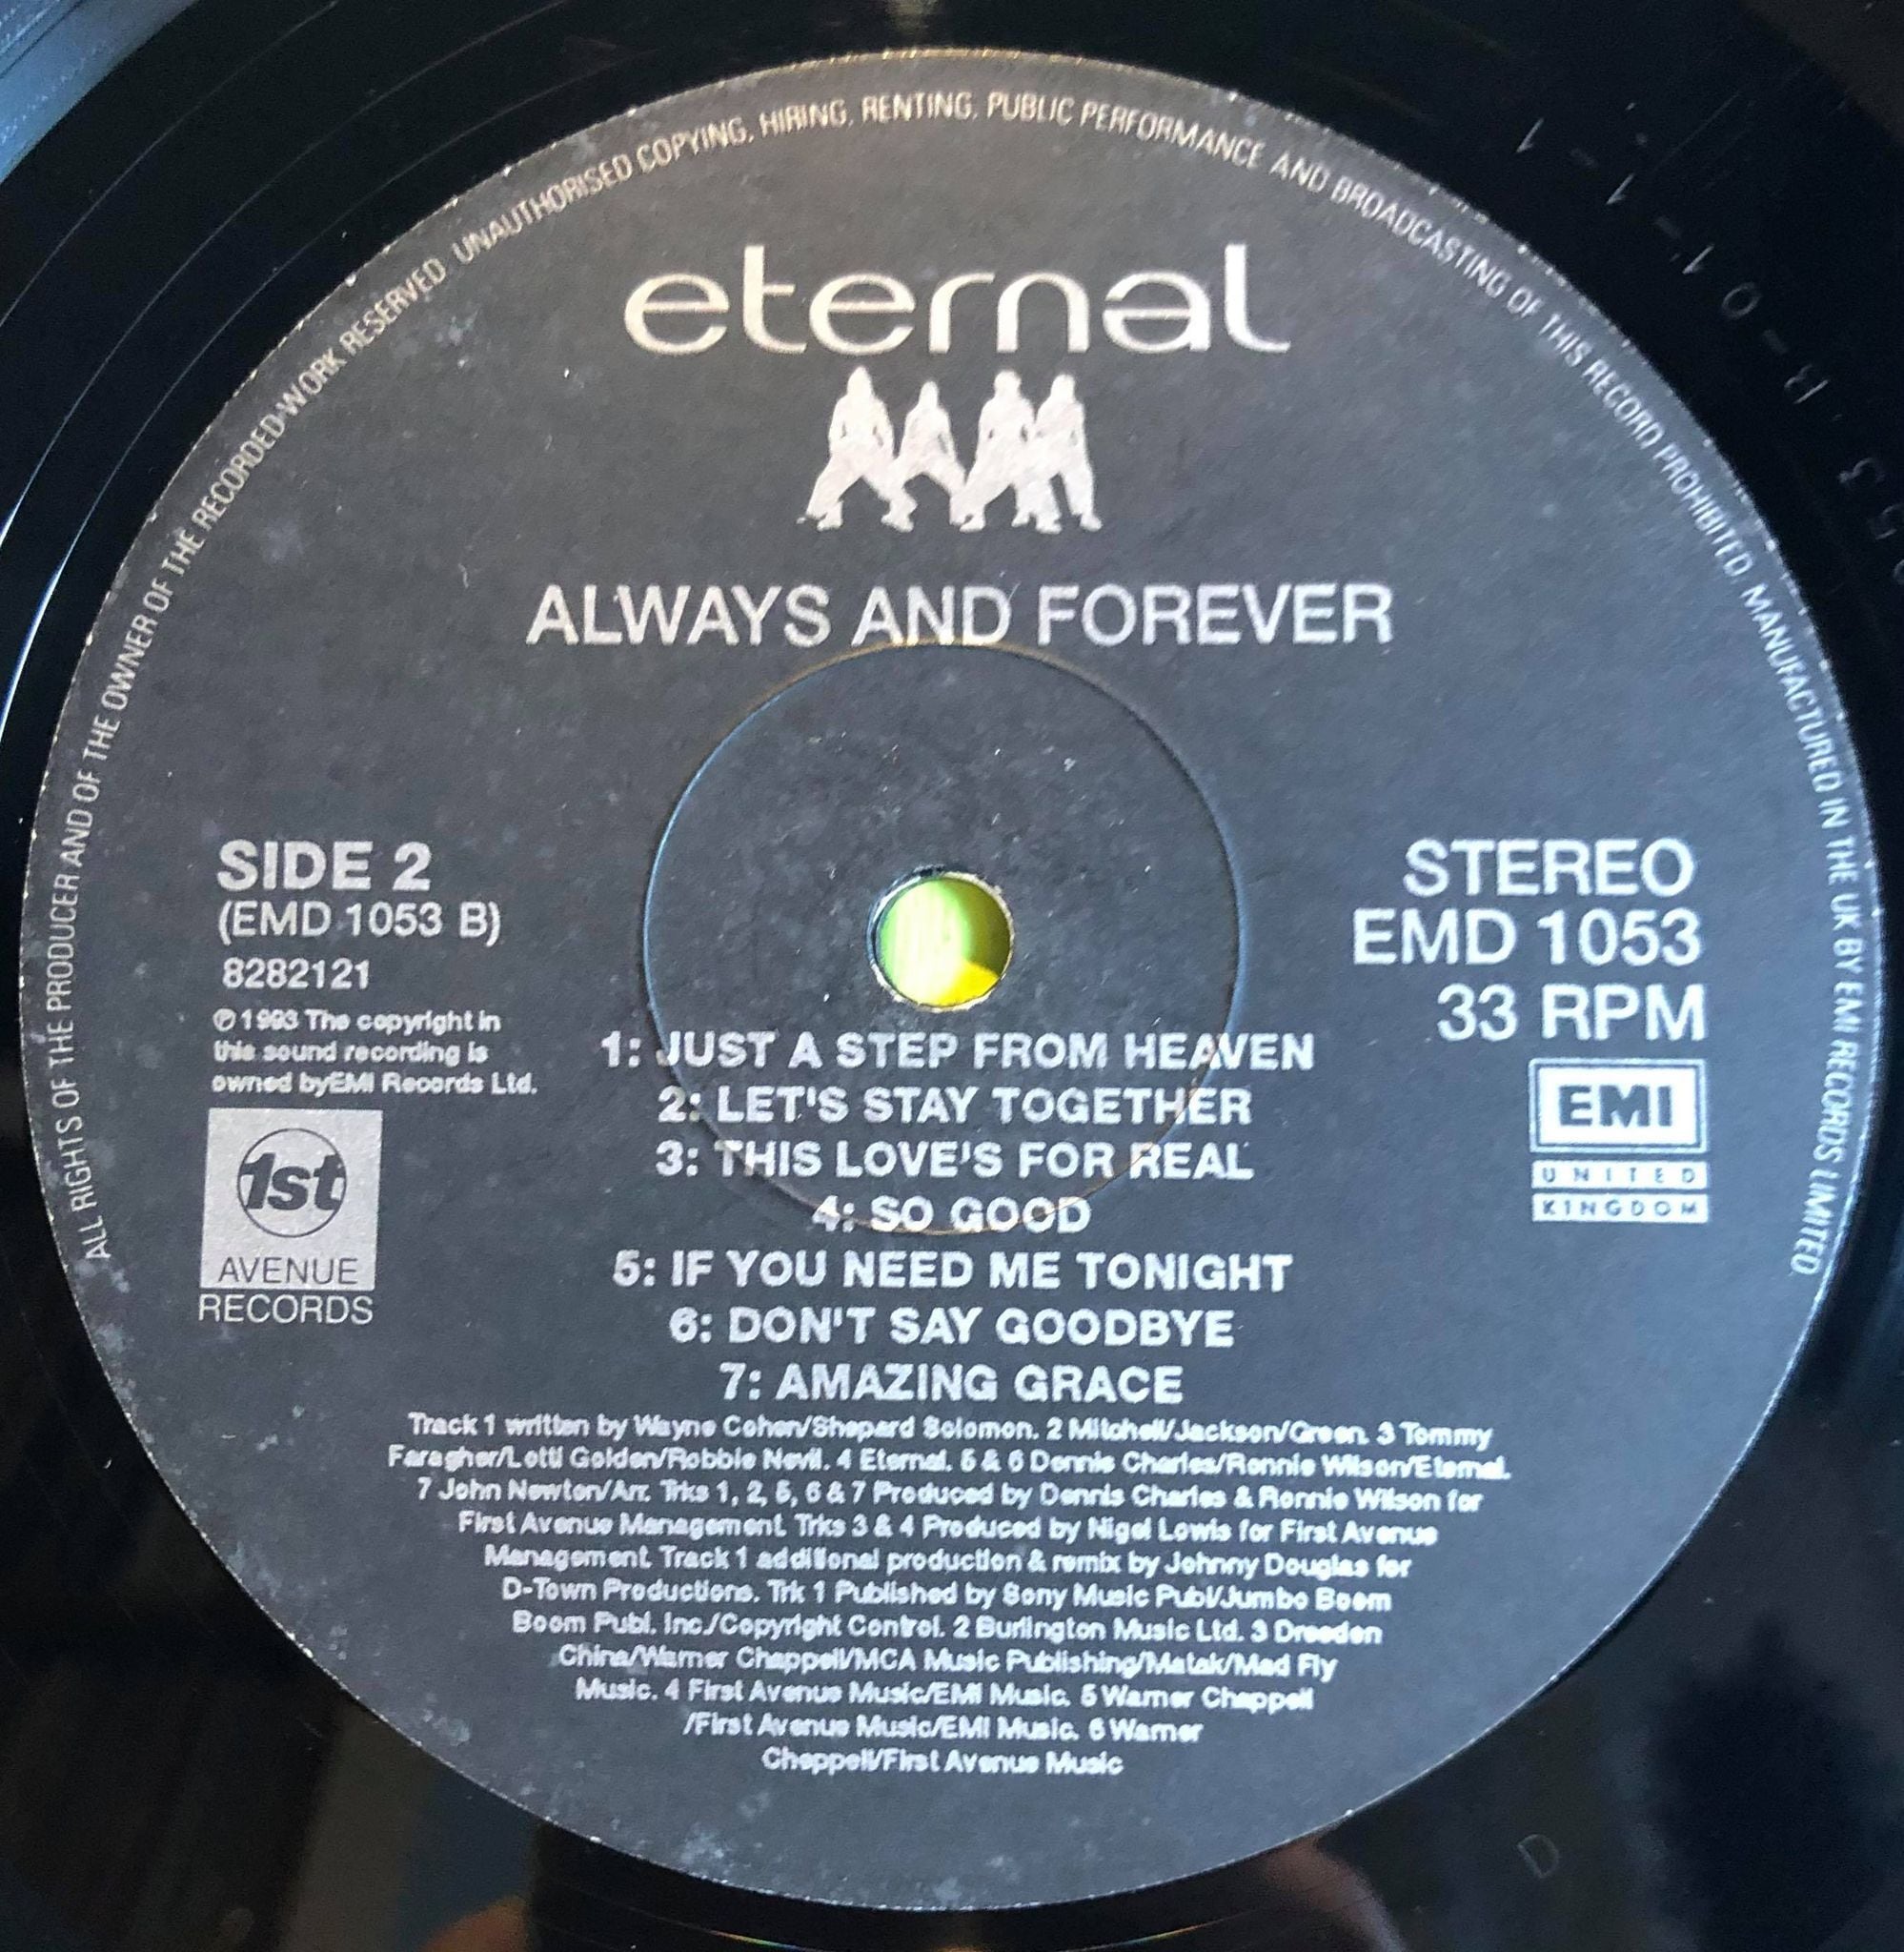 ALL RIGHTS OF THE PRODUCER AND OF THE OWNER OF THE RECORDED WORK RESERVED. UNAUTHORISED COPYING, HIRING, RENTING, PUBLIC PERFORMANCE AND BROADCASTING OF THIS RECORD PROHIBITED. MANUFACTURED IN THE UK BY EMI RECORDS LIMITED.
eternal
ALWAYS AND FOREVER
SIDE 2
(EMD 1053 B)
8282121
℗ 1993 The copyright in
this sound recording is
owned byEMI Records Ltd.
1st
AVENUE
RECORDS
STEREO
EMD 1053
33 RPM
EMI
UNITED
KINGDOM
1: JUST A STEP FROM HEAVEN
2: LET'S STAY TOGETHER
3: THIS LOVE'S FOR REAL
4: SO GOOD
5: IF YOU NEED ME TONIGHT
6: DON'T SAY GOODBYE
7: AMAZING GRACE
Track 1 written by Wayne Cohen/Shepard Solomon. 2 Mitchell/Jackson/Green. 3 Tommy
Faragher/Lotti Golden/Robbie Nevil. 4 Eternal. 5 & 6 Dennis Charles/Ronnie Wilson/Eternal.
7 John Newton/Arr. Trks 1, 2, 5, 6 & 7 Produced by Dennis Charles & Ronnie Wilson for
First Avenue Management. Trks 3 & 4 Produced by Nigel Lowis for First Avenue
Management. Track 1 additional production & remix by Johnny Douglas for
D-Town Productions. Trk 1 Published by Sony Music Publ/Jumbo Boom
Boom Publ. Inc./Copyright Control. 2 Burlington Music Ltd. 3 Dresden
China/Warner Chappell/MCA Music Publishing/Matak/Mad Fly
Music. 4 First Avenue Music/EMI Music. 5 Warner Chappell
/First Avenue Music/EMI Music. 6 Warner
Chappell/First Avenue Music
D